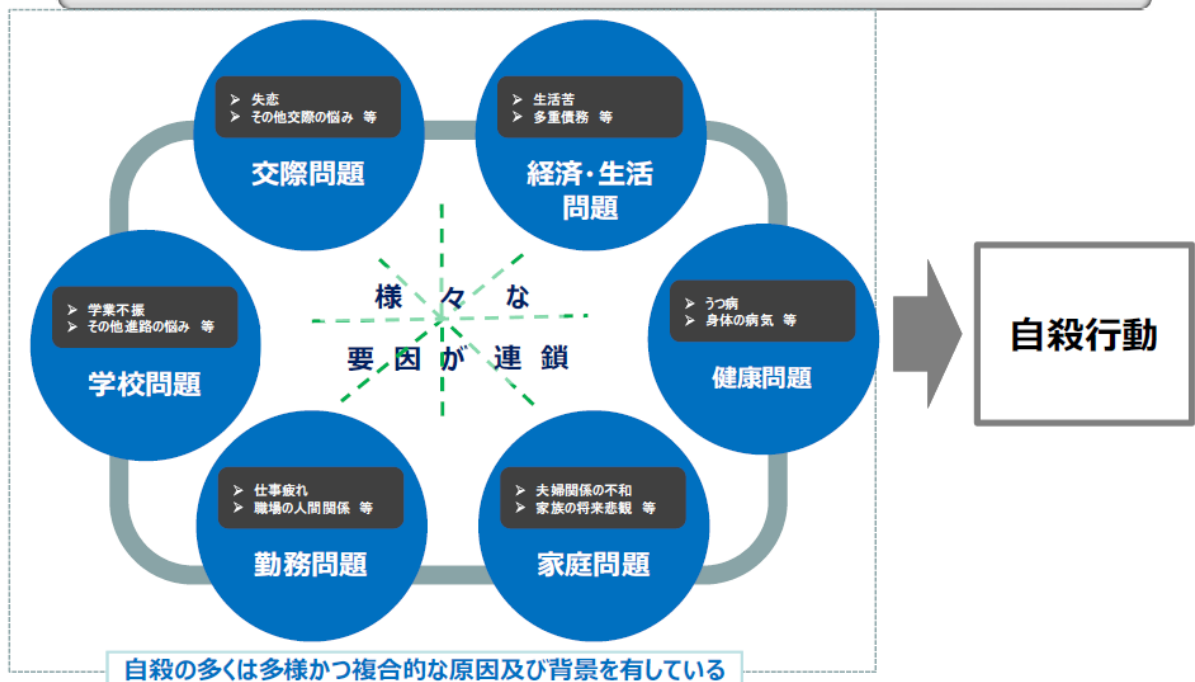 ➤ 失恋
➤ その他交際の悩み 等
交際問題
➤ 生活苦
➤ 多重債務 等
経済・生活
問題
➤ 学業不振
➤ その他進路の悩み 等
学校問題
様々な
要因が連鎖
➤ うつ病
➤ 身体の病気 等
健康問題
自殺行動
➤ 仕事疲れ
➤ 職場の人間関係 等
勤務問題
➤ 夫婦関係の不和
➤ 家族の将来悲観 等
家庭問題
自殺の多くは多様かつ複合的な原因及び背景を有している